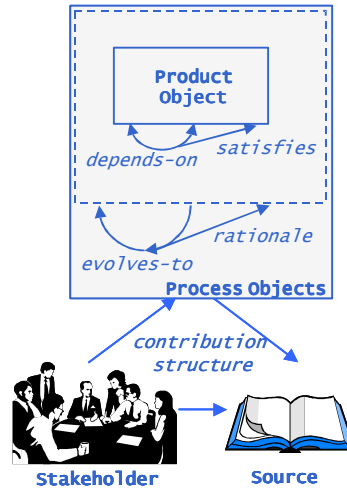 Product
Object
depends-on
satisfies
rationale
evolves-to
Process Objects
contribution
structure
Stakeholder
Source